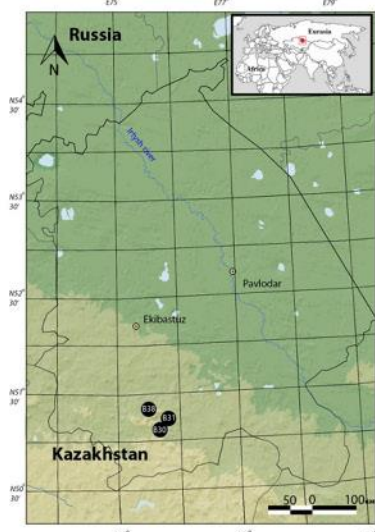 E75 E77 E79
Russia
Eurasia
Africa
N
N54
30'
Irtysh river
N53
30'
Pavlodar
N52
30'
Ekibastuz
N51
30'
B38
B31
B30
Kazakhstan
N50
30'
50 0 100 km